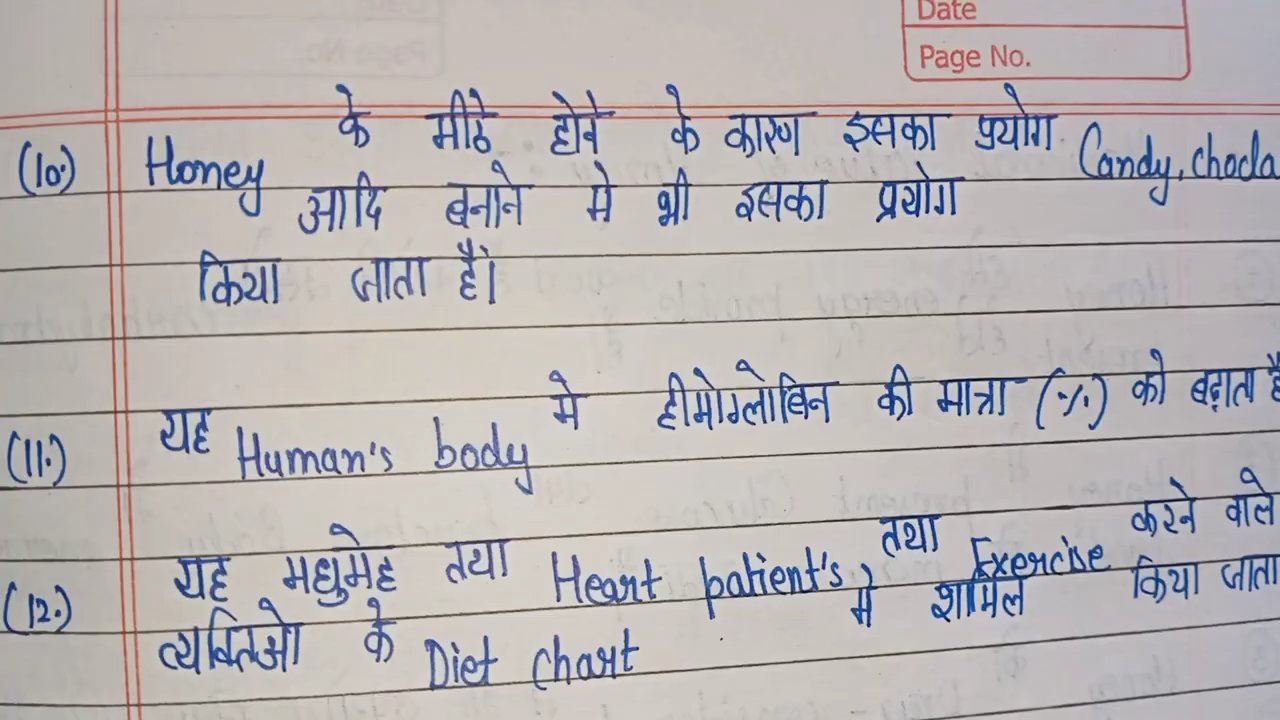 Date
Page No.
(10.) Honey के मीठे होने के कारण इसका प्रयोग Candy, chocla
आदि बनाने मे भी इसका प्रयोग
किया जाता है।
(11.) यह Human's body मे हीमोग्लोबिन की मात्रा (%) को बढ़ाता है
(12.) यह मधुमेह तथा Heart patient's, तथा Exercise करने वाले
व्यक्तिओ के Diet chart मे शामिल किया जाता